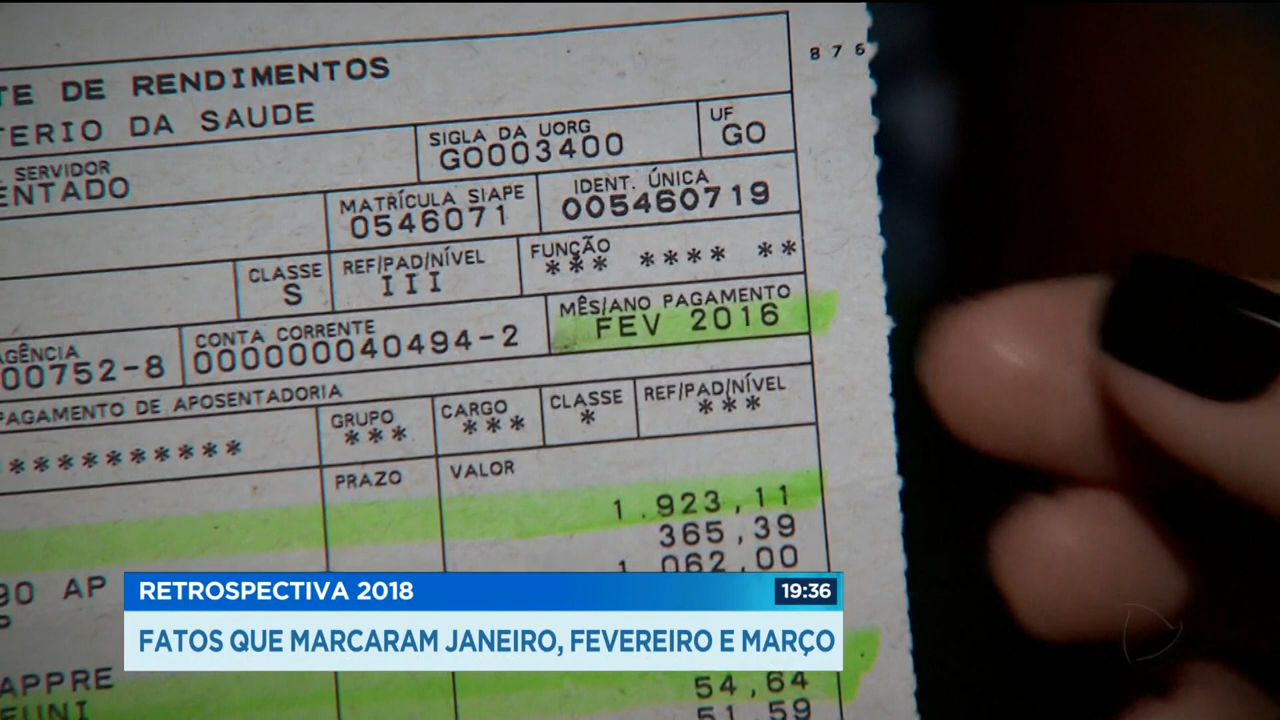 876
TE DE RENDIMENTOS
TERIO DA SAUDE
SERVIDOR
ENTADO
SIGLA DA UORG
GO003400
UF
GO
MATRÍCULA SIAPE
0546071
IDENT. ÚNICA
005460719
CLASSE
S
REF/PAD/NÍVEL
III
FUNÇÃO
*** **** **
AGÊNCIA
00752-8
CONTA CORRENTE
000000040494-2
MÊS/ANO PAGAMENTO
FEV 2016
PAGAMENTO DE APOSENTADORIA
**********
GRUPO
***
CARGO
***
CLASSE
*
REF/PAD/NÍVEL
***
PRAZO
VALOR
1.923,11
365,39
1 062,00
90 AP
RETROSPECTIVA 2018
19:36
FATOS QUE MARCARAM JANEIRO, FEVEREIRO E MARÇO
APPRE
54,64
51,59